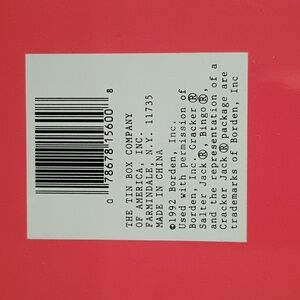 0 78678 15600 8
THE TIN BOX COMPANY
OF AMERICA, INC.
FARMINDALE, N.Y. 11735
MADE IN CHINA
©1992 Borden, Inc.
Used with permission of
Borden, Inc. Cracker ®
Salter Jack®, Bingo®,
and the representation of a
Cracker Jack® package are
trademarks of Borden, Inc